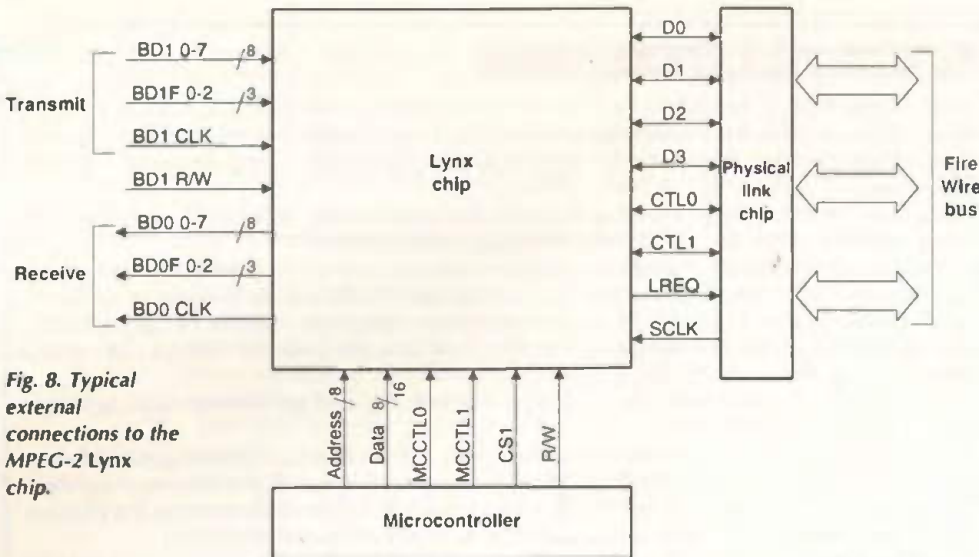 Transmit
BD1 0-7
8
BD1F 0-2
3
BD1 CLK
BD1 R/W
Receive
BD0 0-7
8
BD0F 0-2
3
BD0 CLK
Lynx
chip
D0
D1
D2
D3
CTL0
CTL1
LREQ
SCLK
Physical
link
chip
Fire
Wire
bus
Address
8
Data
8/16
MCCTL0
MCCTL1
CS1
R/W
Microcontroller
Fig. 8. Typical
external
connections to the
MPEG-2 Lynx
chip.